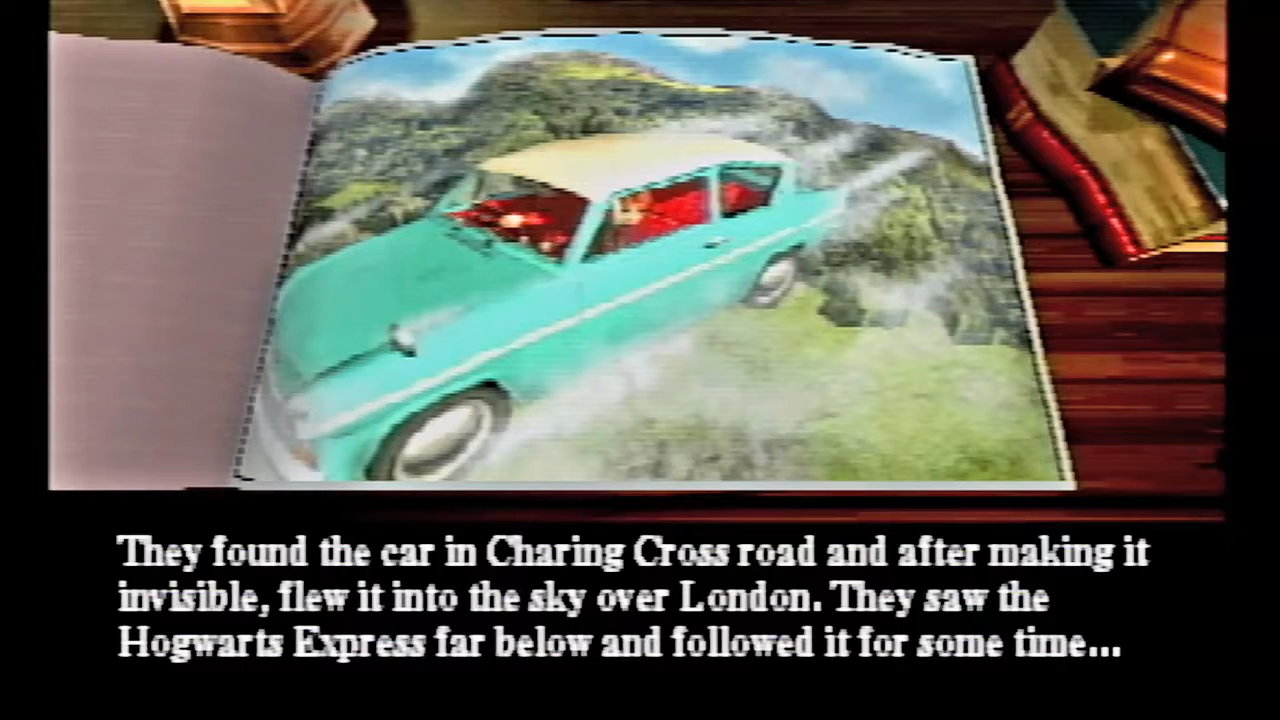 They found the car in Charing Cross road and after making it
invisible, flew it into the sky over London. They saw the
Hogwarts Express far below and followed it for some time...